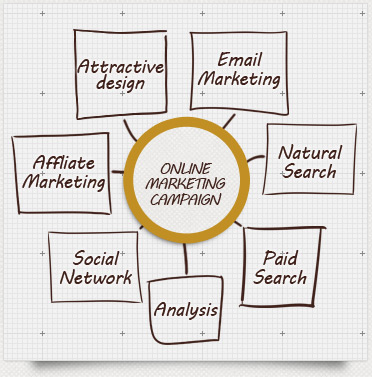 Attractive
design
Email
Marketing
Natural
Search
Paid
Search
Analysis
Social
Network
Affliate
Marketing
ONLINE
MARKETING
CAMPAIGN